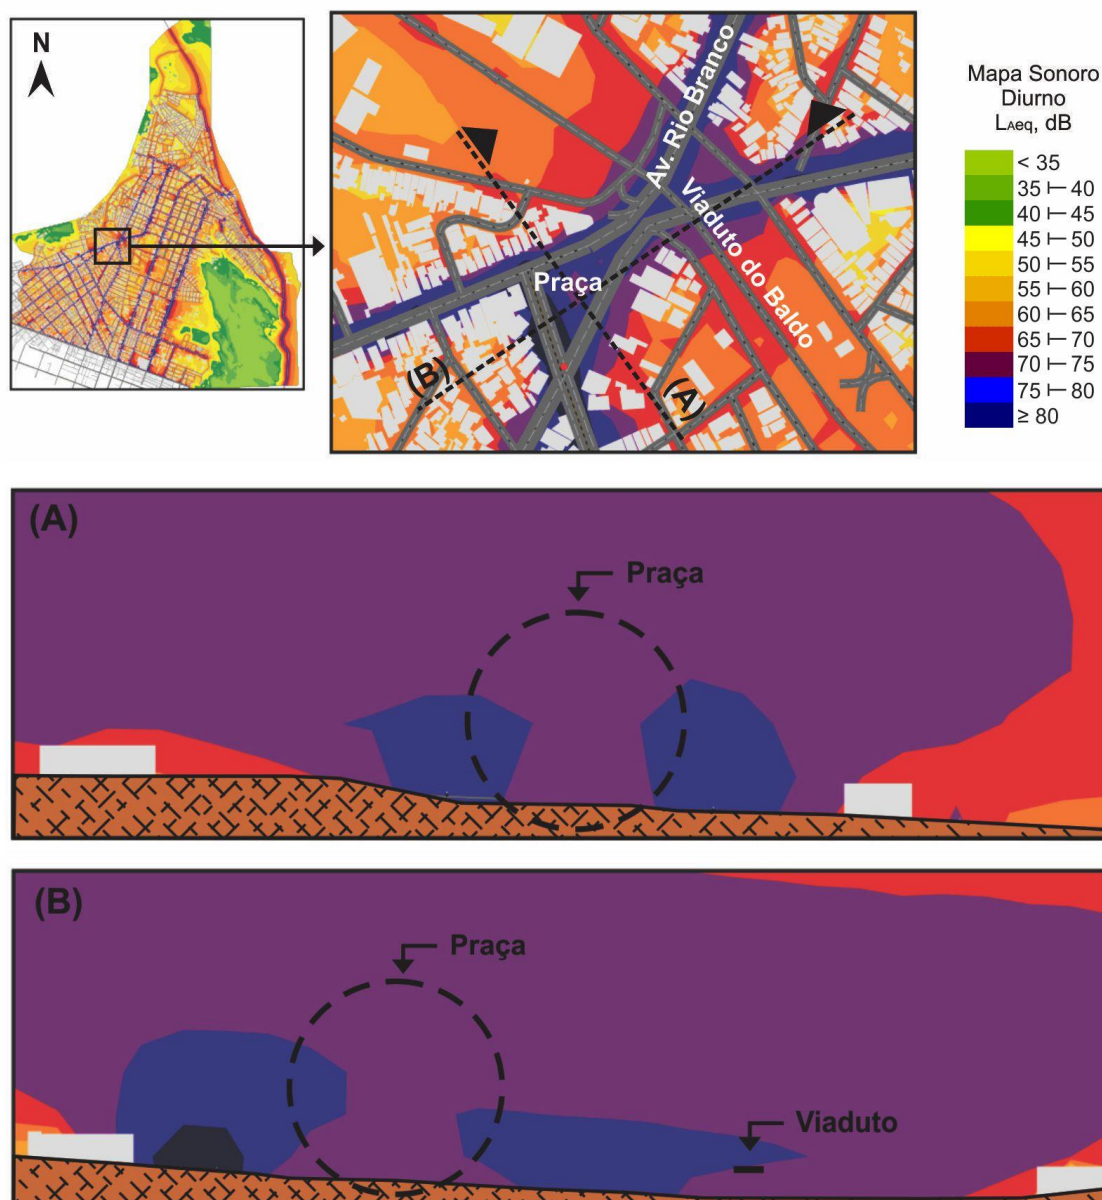 N
Av. Rio Branco
Viaduto do Baldo
Praça
(B)
(A)
Mapa Sonoro
Diurno
LAeq, dB
< 35
35 ⊢ 40
40 ⊢ 45
45 ⊢ 50
50 ⊢ 55
55 ⊢ 60
60 ⊢ 65
65 ⊢ 70
70 ⊢ 75
75 ⊢ 80
≥ 80
(A)
Praça
(B)
Praça
Viaduto